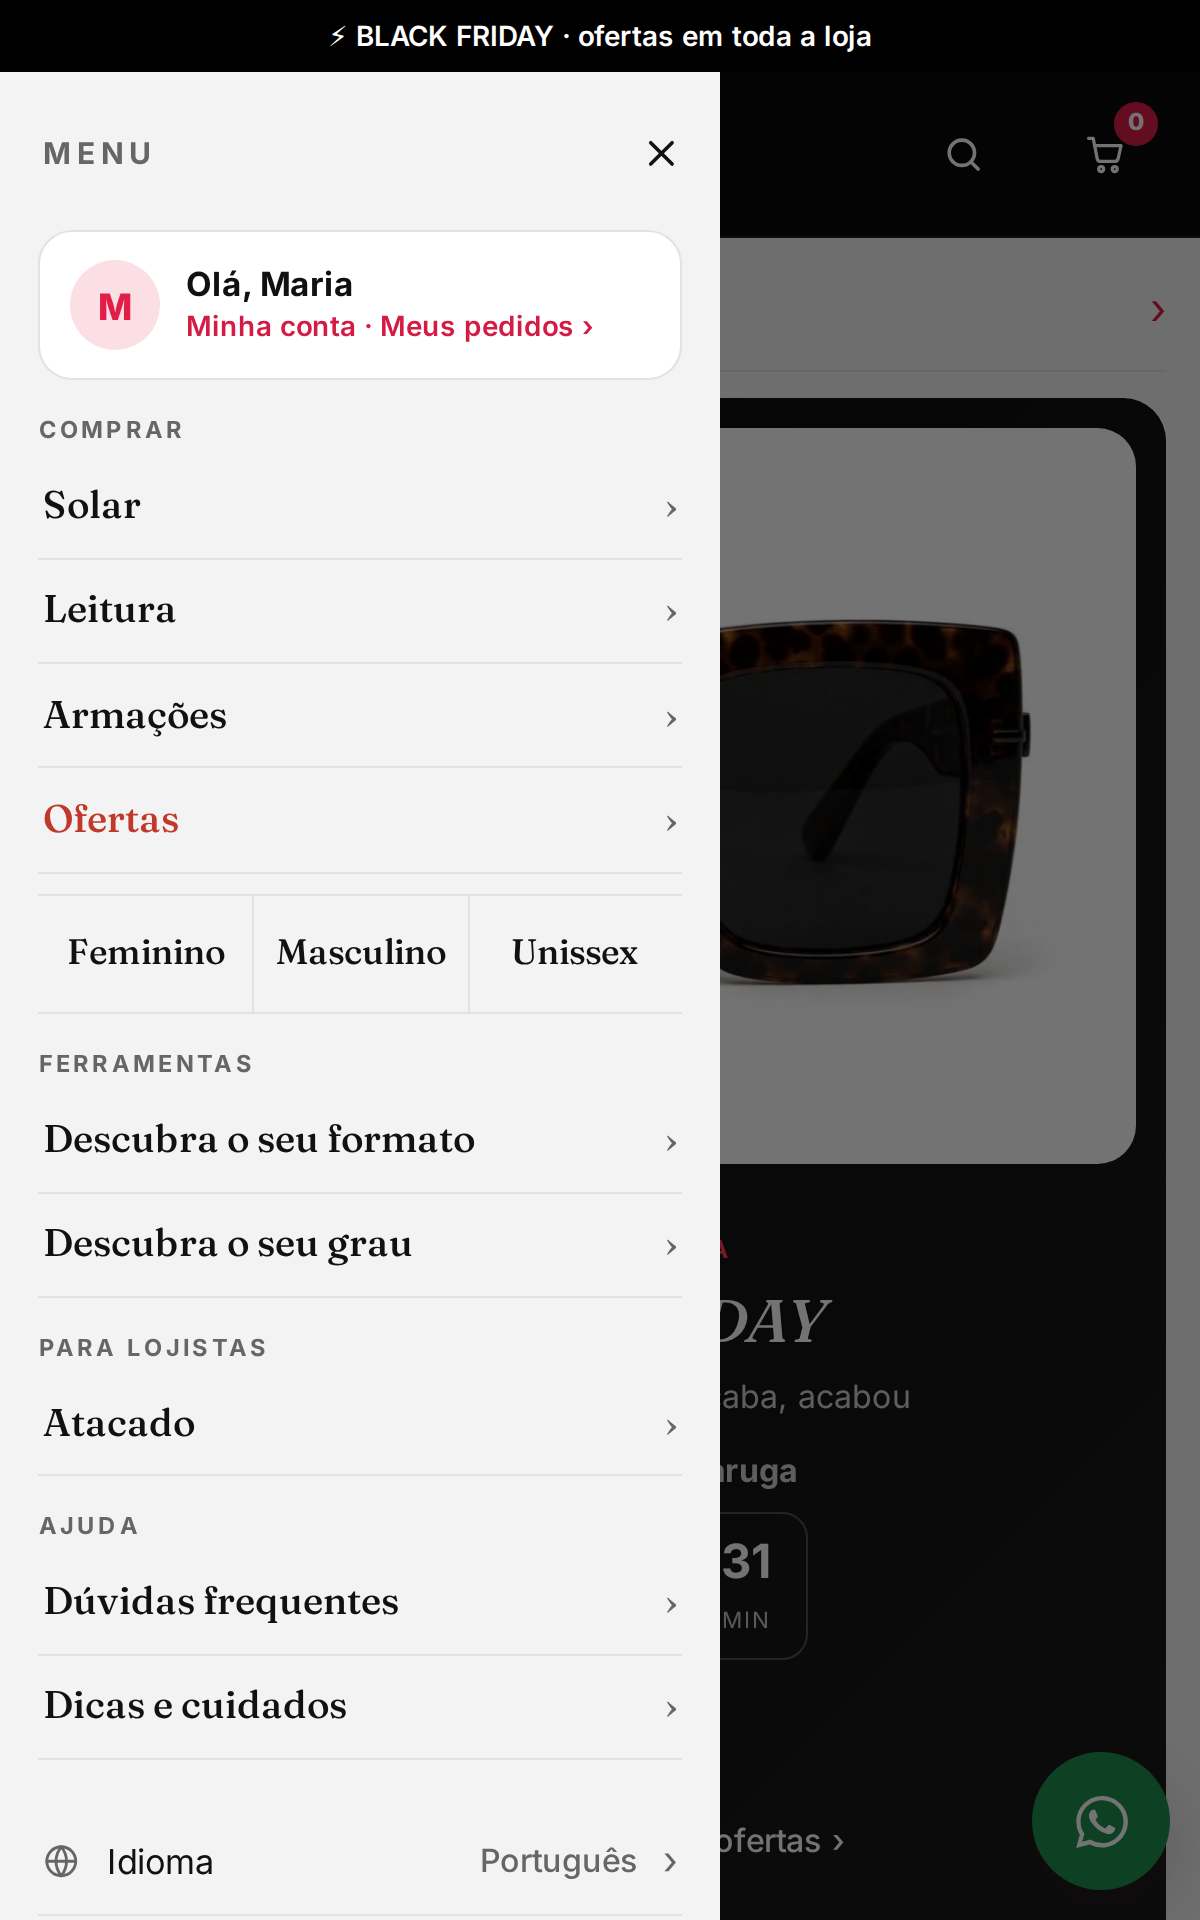 ⚡ BLACK FRIDAY · ofertas em toda a loja
MENU
0
M
Olá, Maria
Minha conta · Meus pedidos ›
COMPRAR
Solar
Leitura
Armações
Ofertas
Feminino Masculino Unissex
FERRAMENTAS
Descubra o seu formato
Descubra o seu grau
DAY
PARA LOJISTAS
acabou
Atacado
AJUDA
31
Dúvidas frequentes
MIN
Dicas e cuidados
ofertas ›
Idioma Português ›